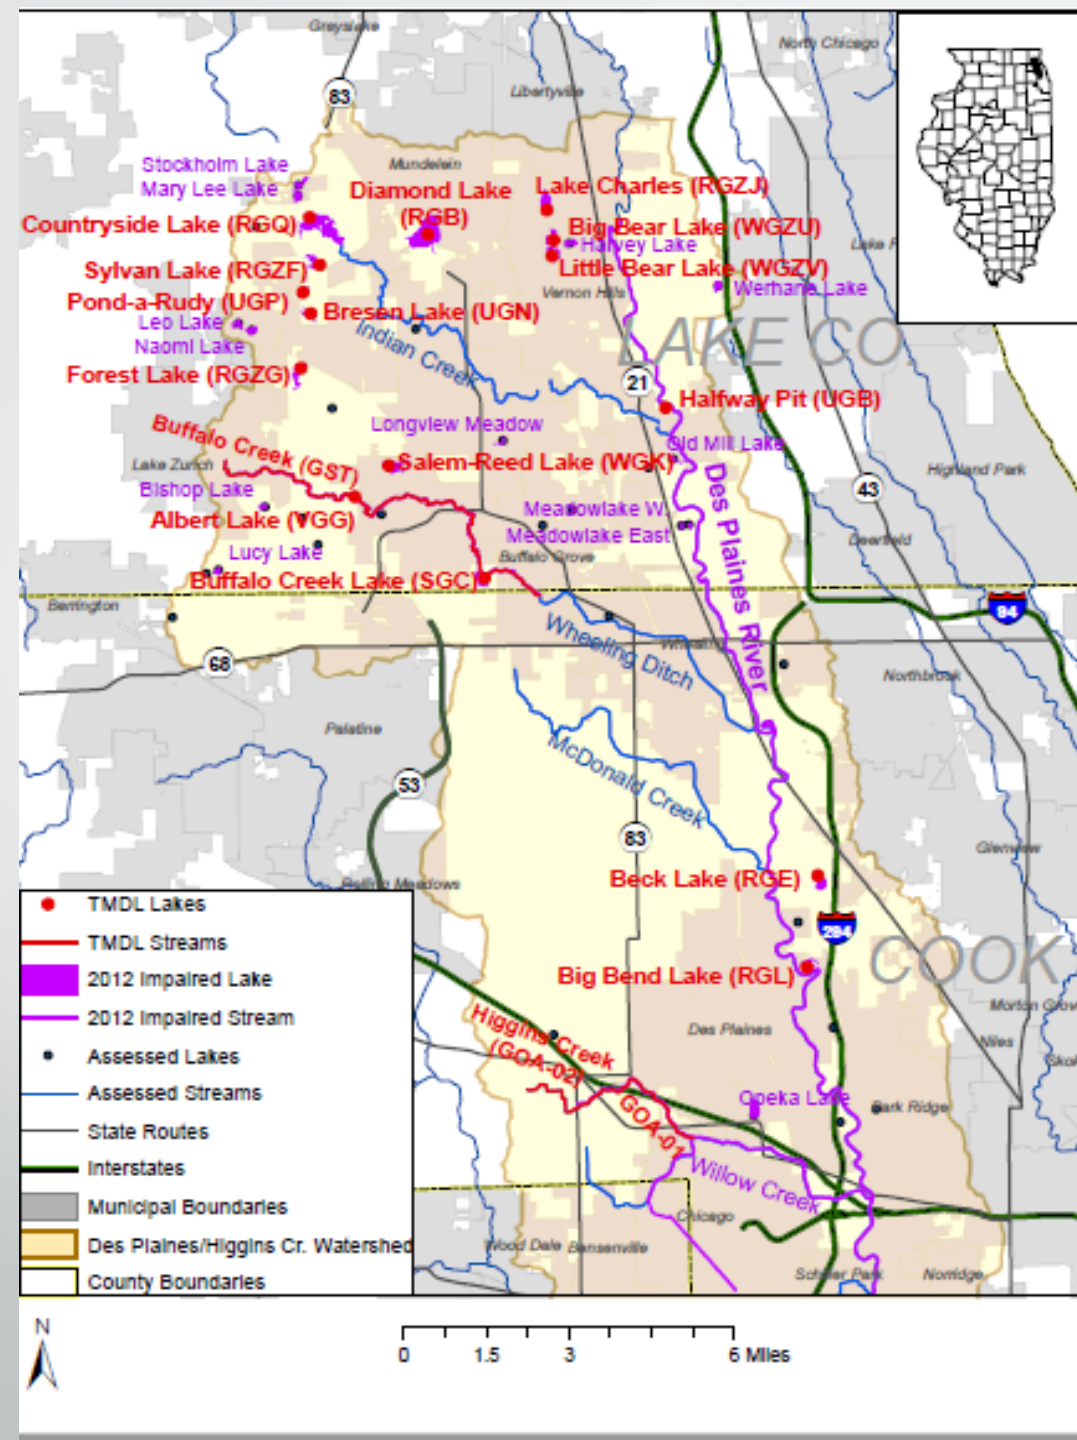 Grayslake
North Chicago
83
Libertyville
Stockholm Lake
Mundelein
Mary Lee Lake
Diamond Lake
(RGB)
Lake Charles (RGZJ)
Countryside Lake (RGQ)
Big Bear Lake (WGZU)
Harvey Lake
Sylvan Lake (RGZF)
Little Bear Lake (WGZV)
Werhane Lake
Vernon Hills
Pond-a-Rudy (UGP)
Bresen Lake (UGN)
Leo Lake
Naomi Lake
Indian Creek
LAKE CO.
Forest Lake (RGZG)
21
Halfway Pit (UGB)
Longview Meadow
Old Mill Lake
Buffalo Creek (GST)
Lake Zurich
Salem-Reed Lake (WGK)
Highland Park
43
Bishop Lake
Des Plaines River
Albert Lake (VGG)
Meadowlake W.
Meadowlake East
Deerfield
Lucy Lake
Buffalo Grove
Buffalo Creek Lake (SGC)
Barrington
94
Wheeling Ditch
Wheeling
68
Northbrook
Palatine
McDonald Creek
53
83
Glenview
Beck Lake (RGE)
Rolling Meadows
294
COOK
Big Bend Lake (RGL)
Morton Grov
Higgins Creek
(GOA-02)
Des Plaines
Niles
Skok
GOA-01
Opeka Lake
Park Ridge
Willow Creek
Chicago
Wood Dale
Bensenville
Schiller Park
Norridge
TMDL Lakes
TMDL Streams
2012 Impaired Lake
2012 Impaired Stream
Assessed Lakes
Assessed Streams
State Routes
Interstates
Municipal Boundaries
Des Plaines/Higgins Cr. Watershed
County Boundaries
N
0 1.5 3 6 Miles